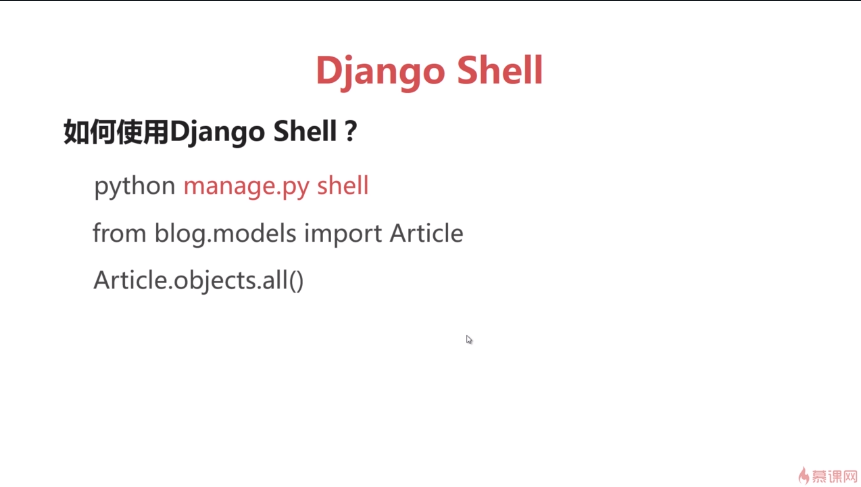 Django Shell
如何使用Django Shell？
python manage.py shell
from blog.models import Article
Article.objects.all()
慕课网